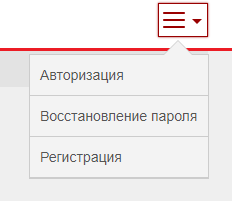 Авторизация
Восстановление пароля
Регистрация